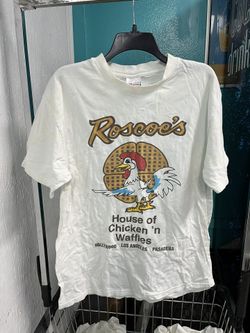 Roscoe's
House of
Chicken 'n
Waffles
HOLLYWOOD LOS ANGELES PASADENA